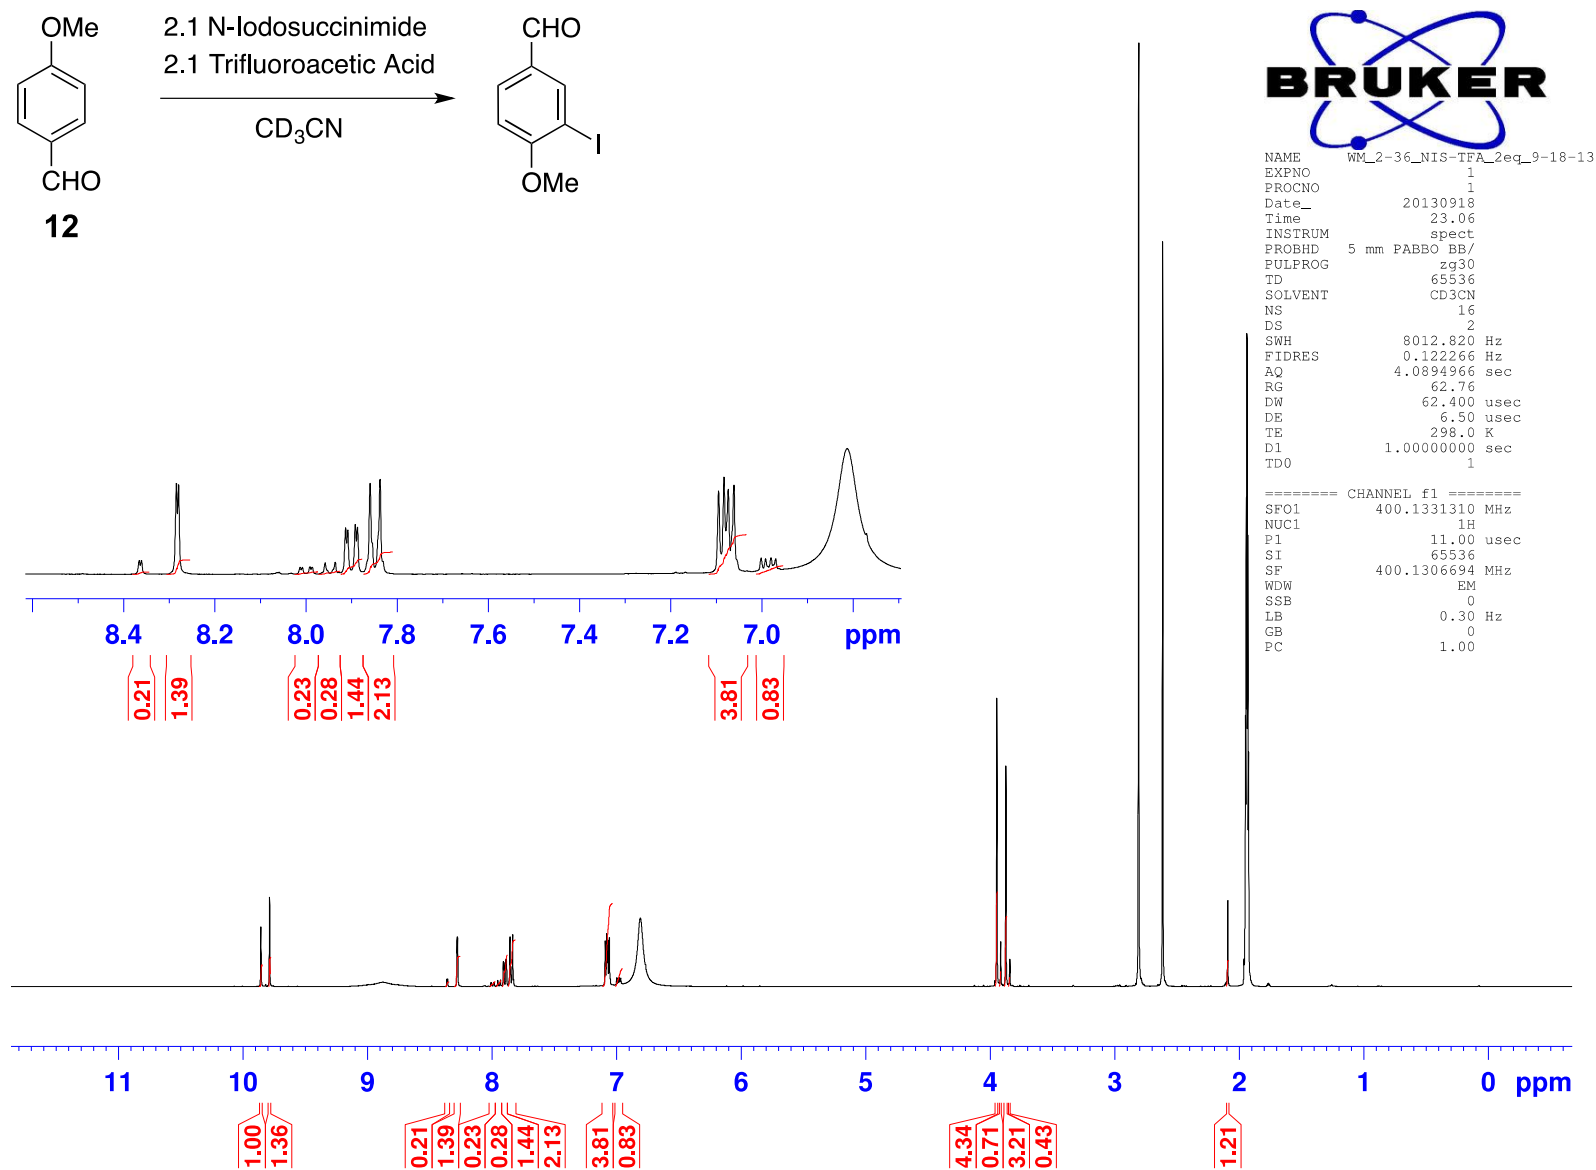 OMe
CHO
12
2.1 N-Iodosuccinimide
2.1 Trifluoroacetic Acid
CD3CN
CHO
I
OMe
BRUKER
NAME WM_2-36_NIS-TFA_2eq_9-18-13
EXPNO 1
PROCNO 1
Date_ 20130918
Time 23.06
INSTRUM spect
PROBHD 5 mm PABBO BB/
PULPROG zg30
TD 65536
SOLVENT CD3CN
NS 16
DS 2
SWH 8012.820 Hz
FIDRES 0.122266 Hz
AQ 4.0894966 sec
RG 62.76
DW 62.400 usec
DE 6.50 usec
TE 298.0 K
D1 1.00000000 sec
TD0 1
======== CHANNEL f1 ========
SFO1 400.1331310 MHz
NUC1 1H
P1 11.00 usec
SI 65536
SF 400.1306694 MHz
WDW EM
SSB 0
LB 0.30 Hz
GB 0
PC 1.00
8.4 8.2 8.0 7.8 7.6 7.4 7.2 7.0 ppm
0.21 1.39 0.23 0.28 1.44 2.13 3.81 0.83
11 10 9 8 7 6 5 4 3 2 1 0 ppm
1.00 1.36 0.21 1.39 0.23 0.28 1.44 2.13 3.81 0.83 4.34 0.71 3.21 0.43 1.21